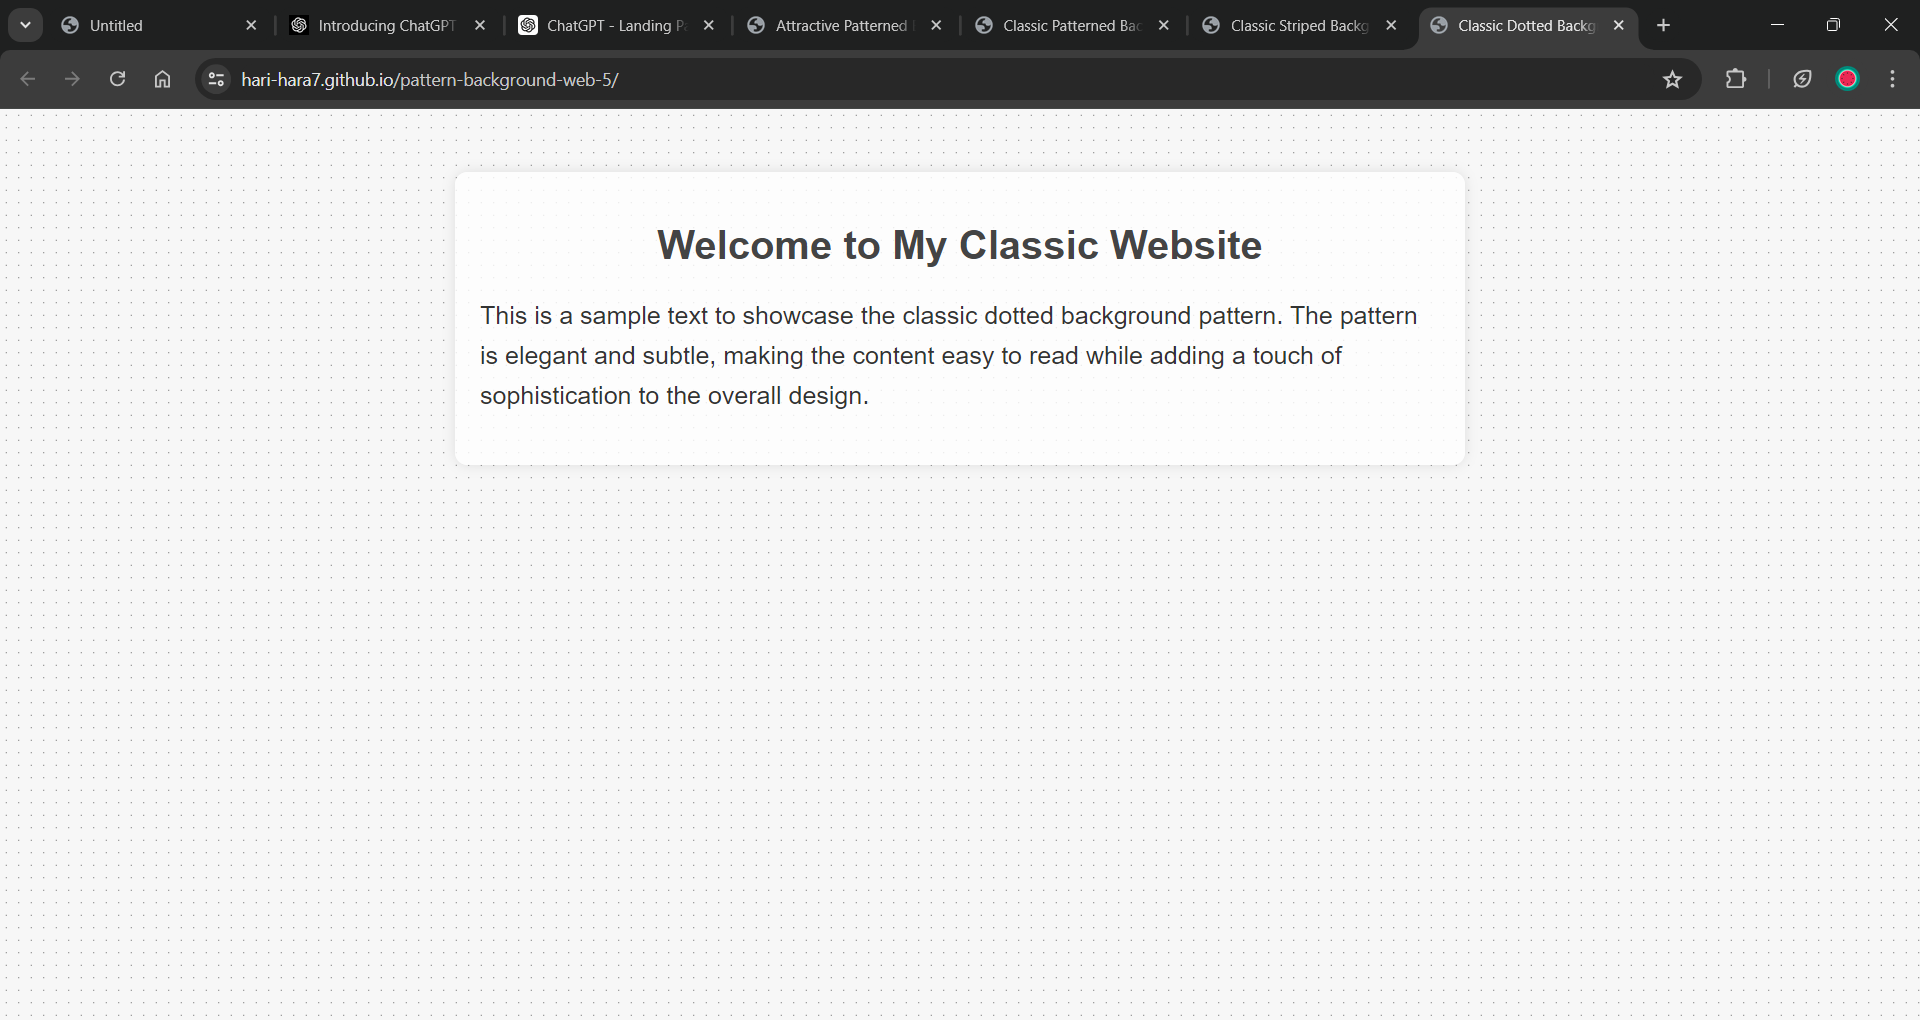 Untitled
Introducing ChatGPT
ChatGPT - Landing P
Attractive Patterned
Classic Patterned Bac
Classic Striped Backg
Classic Dotted Backg
hari-hara7.github.io/pattern-background-web-5/
Welcome to My Classic Website
This is a sample text to showcase the classic dotted background pattern. The pattern
is elegant and subtle, making the content easy to read while adding a touch of
sophistication to the overall design.